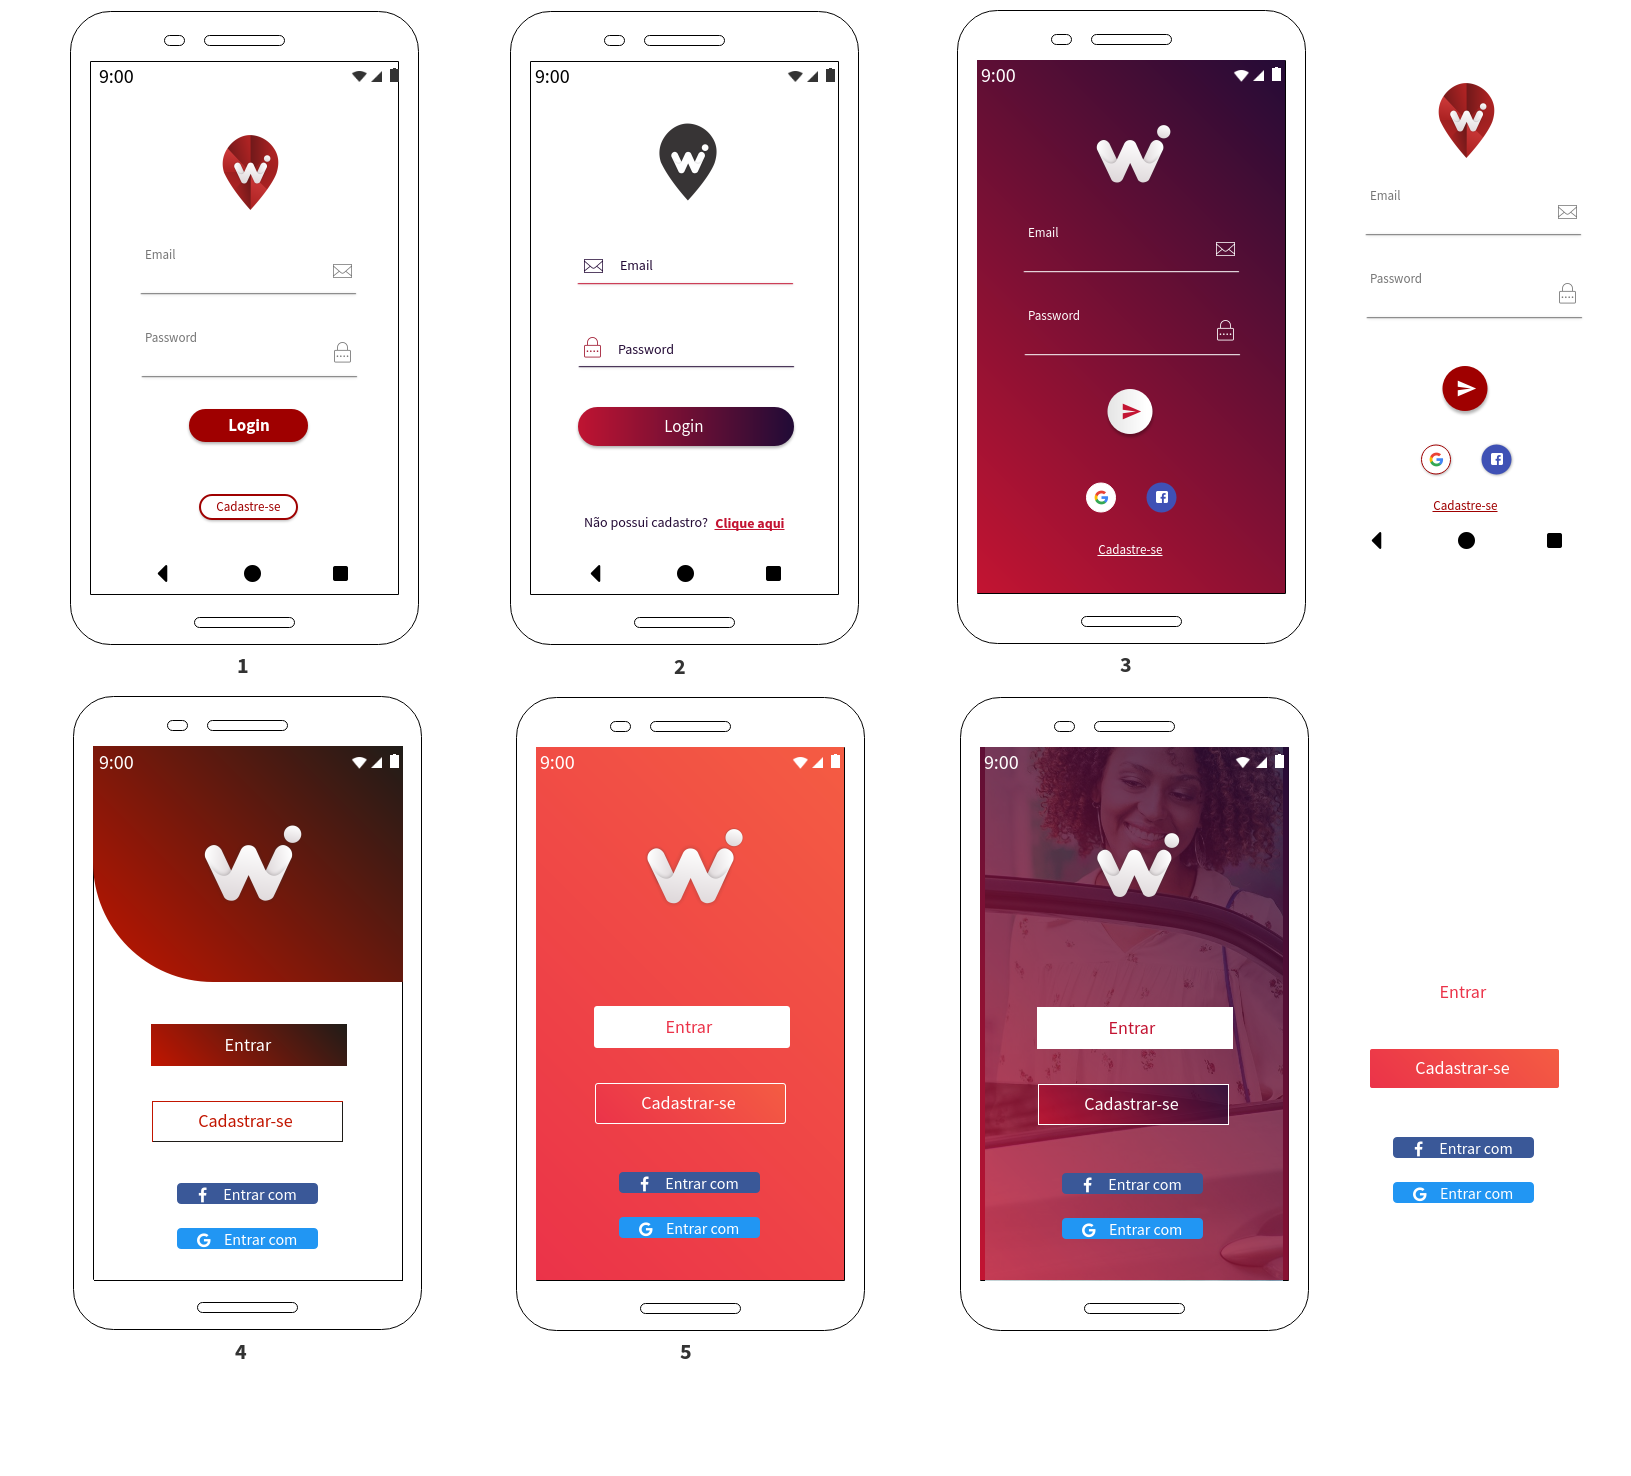 9:00
Email
Password
Login
Cadastre-se
1
9:00
Email
Password
Login
Não possui cadastro? Clique aqui
2
9:00
Email
Password
Cadastre-se
3
Email
Password
Cadastre-se
9:00
Entrar
Cadastrar-se
f Entrar com
G Entrar com
4
9:00
Entrar
Cadastrar-se
f Entrar com
G Entrar com
5
9:00
Entrar
Cadastrar-se
f Entrar com
G Entrar com
Entrar
Cadastrar-se
f Entrar com
G Entrar com